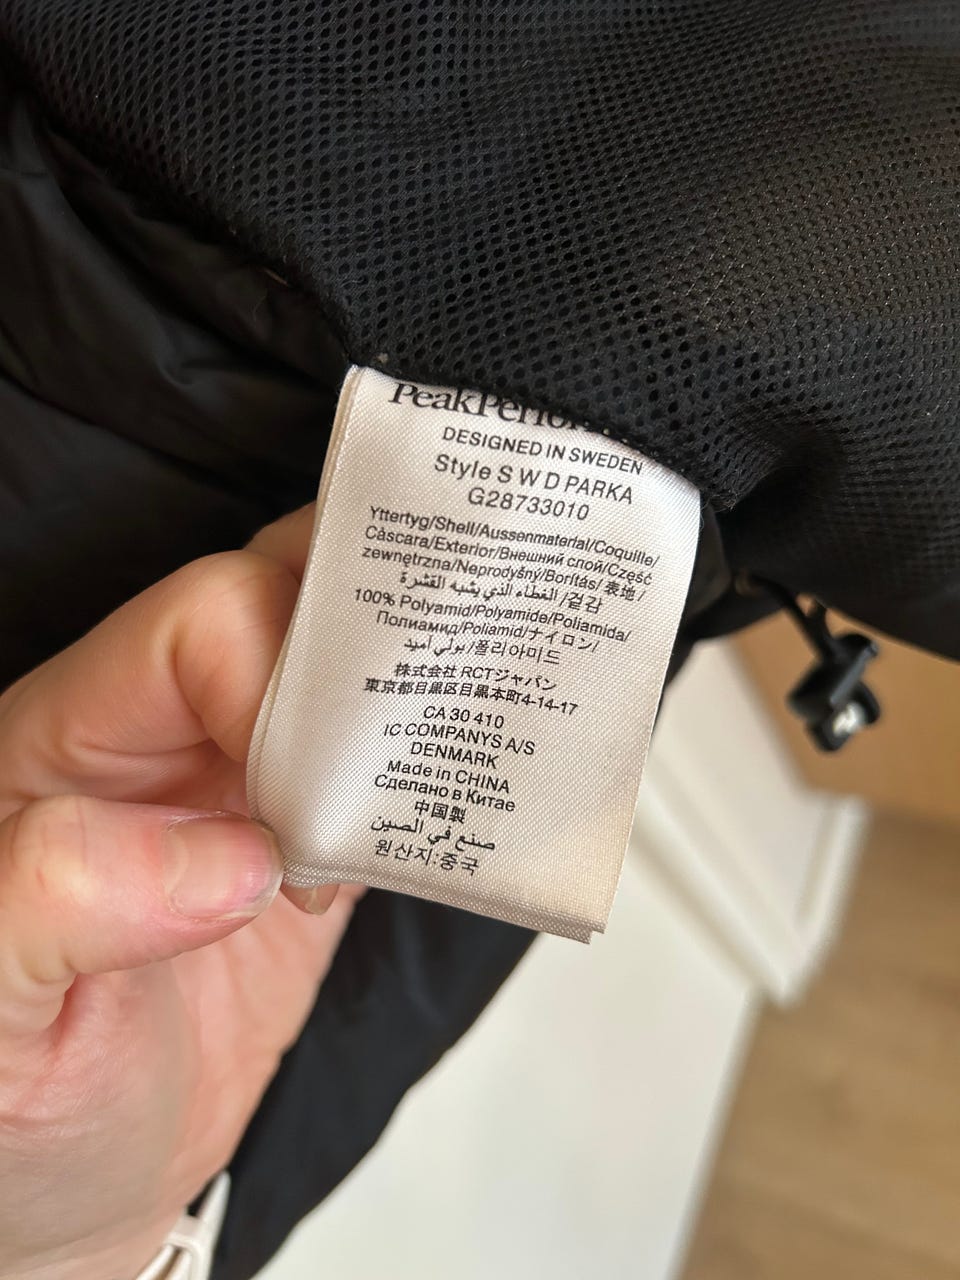 PeakPerfo
DESIGNED IN SWEDEN
Style S W D PARKA
G28733010
Yttertyg/Shell/Aussenmaterial/Coquille/
Càscara/Exterior/Внешний слой/Część
zewnętrzna/Neprodyšný/Borítás/表地/
الغطاء الذي يشبه القشرة/겉감
100% Polyamid/Polyamide/Poliamida/
Полиамид/Poliamid/ナイロン/
بولي أميد/폴리아미드
株式会社 RCTジャパン
東京都目黒区目黒本町4-14-17
CA 30 410
IC COMPANYS A/S
DENMARK
Made in CHINA
Сделано в Китае
中国製
صنع في الصين
원산지:중국